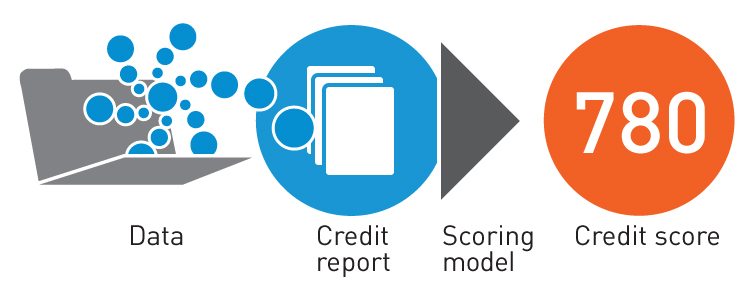 780
Data
Credit
report
Scoring
model
Credit score